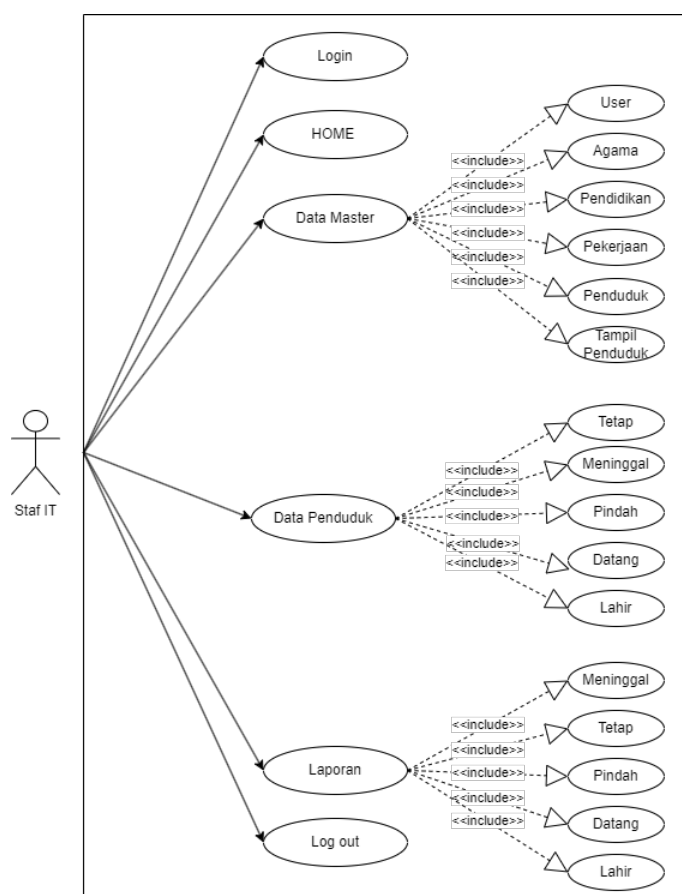 Login
HOME
Data Master
<<include>>
<<include>>
<<include>>
<<include>>
<<include>>
<<include>>
User
Agama
Pendidikan
Pekerjaan
Penduduk
Tampil
Penduduk
Staf IT
Data Penduduk
<<include>>
<<include>>
<<include>>
<<include>>
<<include>>
Tetap
Meninggal
Pindah
Datang
Lahir
Laporan
<<include>>
<<include>>
<<include>>
<<include>>
<<include>>
Meninggal
Tetap
Pindah
Datang
Lahir
Log out